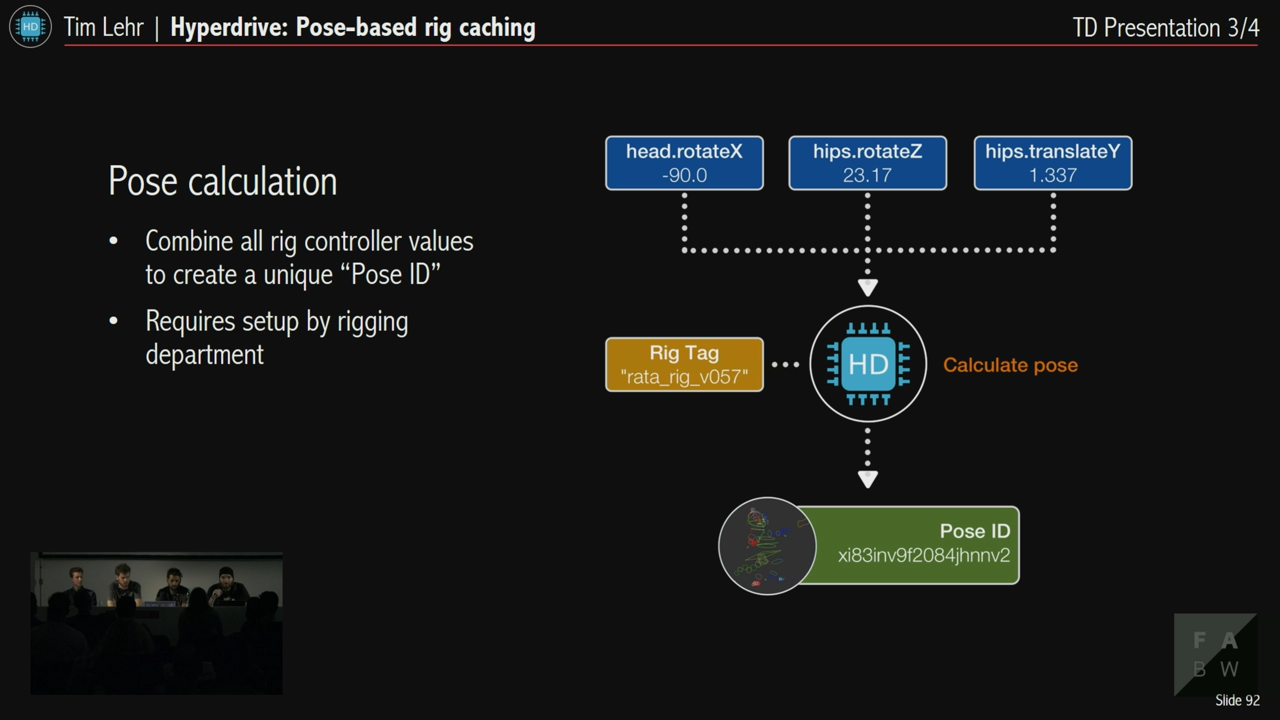 HD
Tim Lehr | Hyperdrive: Pose-based rig caching
TD Presentation 3/4
Pose calculation
• Combine all rig controller values
to create a unique “Pose ID”
• Requires setup by rigging
department
head.rotateX
-90.0
hips.rotateZ
23.17
hips.translateY
1.337
Rig Tag
"rata_rig_v057"
HD
Calculate pose
Pose ID
xi83inv9f2084jhnnv2
F A
B W
Slide 92